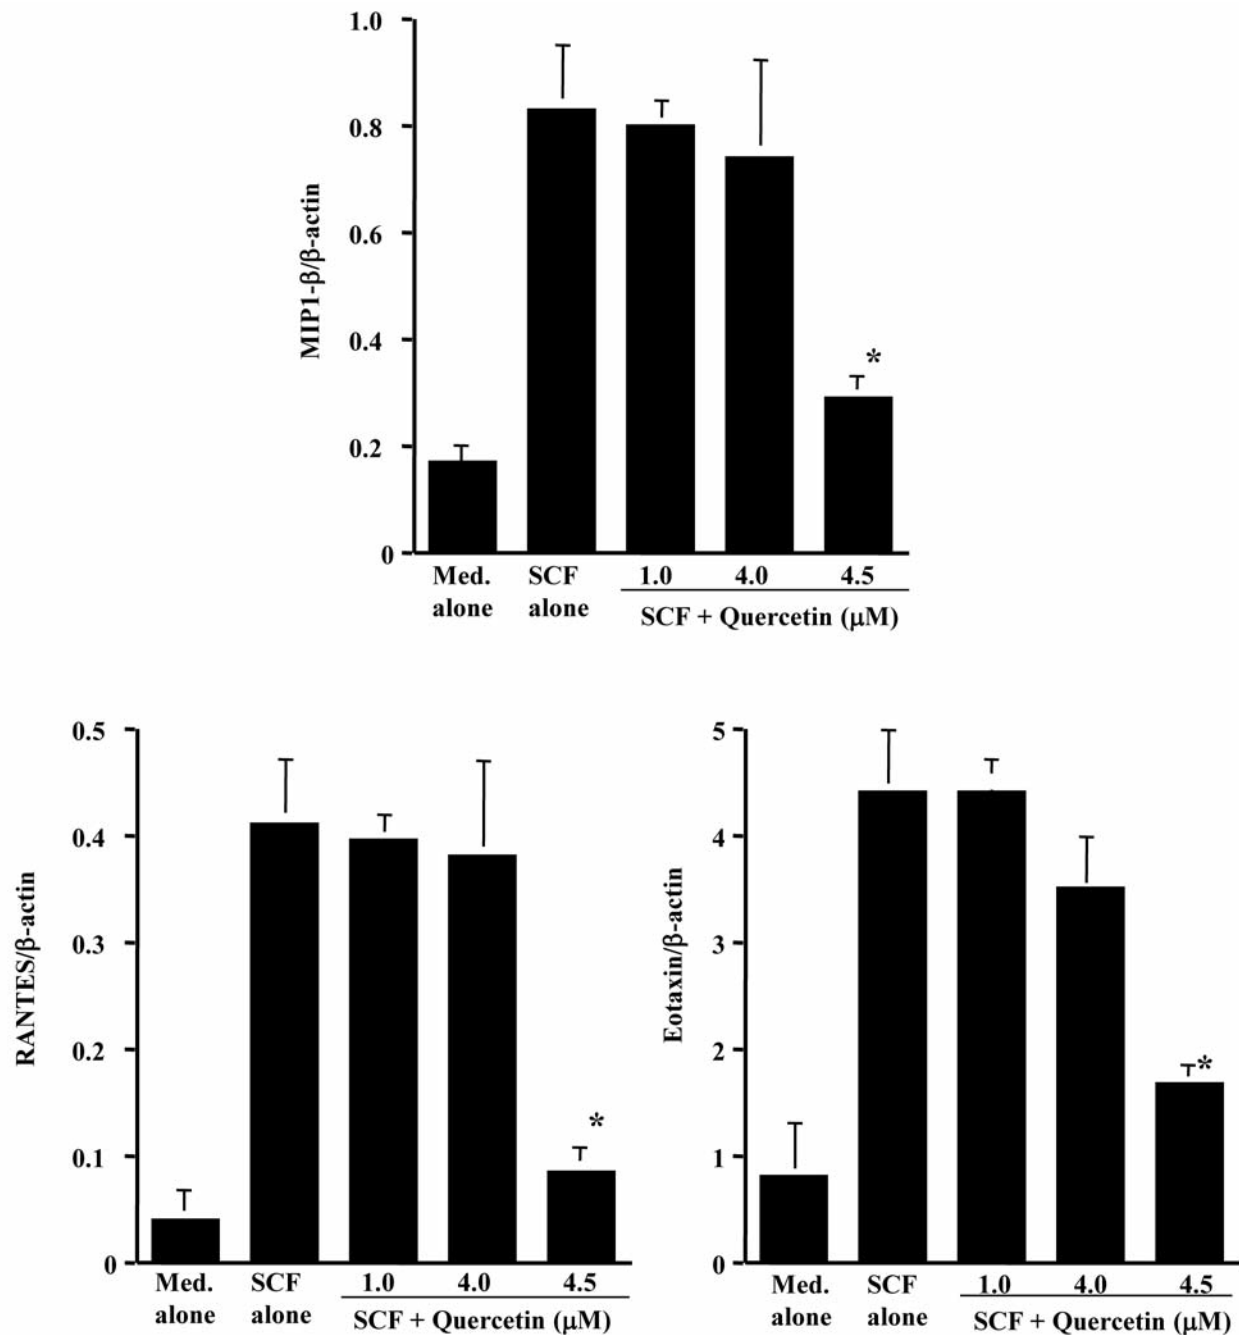 1.0
0.8
0.6
0.4
0.2
0
MIP1-β/β-actin
*
Med. alone
SCF alone
1.0 4.0 4.5
SCF + Quercetin (μM)
0.5
0.4
0.3
0.2
0.1
0
RANTES/β-actin
*
Med. alone
SCF alone
1.0 4.0 4.5
SCF + Quercetin (μM)
5
4
3
2
1
0
Eotaxin/β-actin
*
Med. alone
SCF alone
1.0 4.0 4.5
SCF + Quercetin (μM)